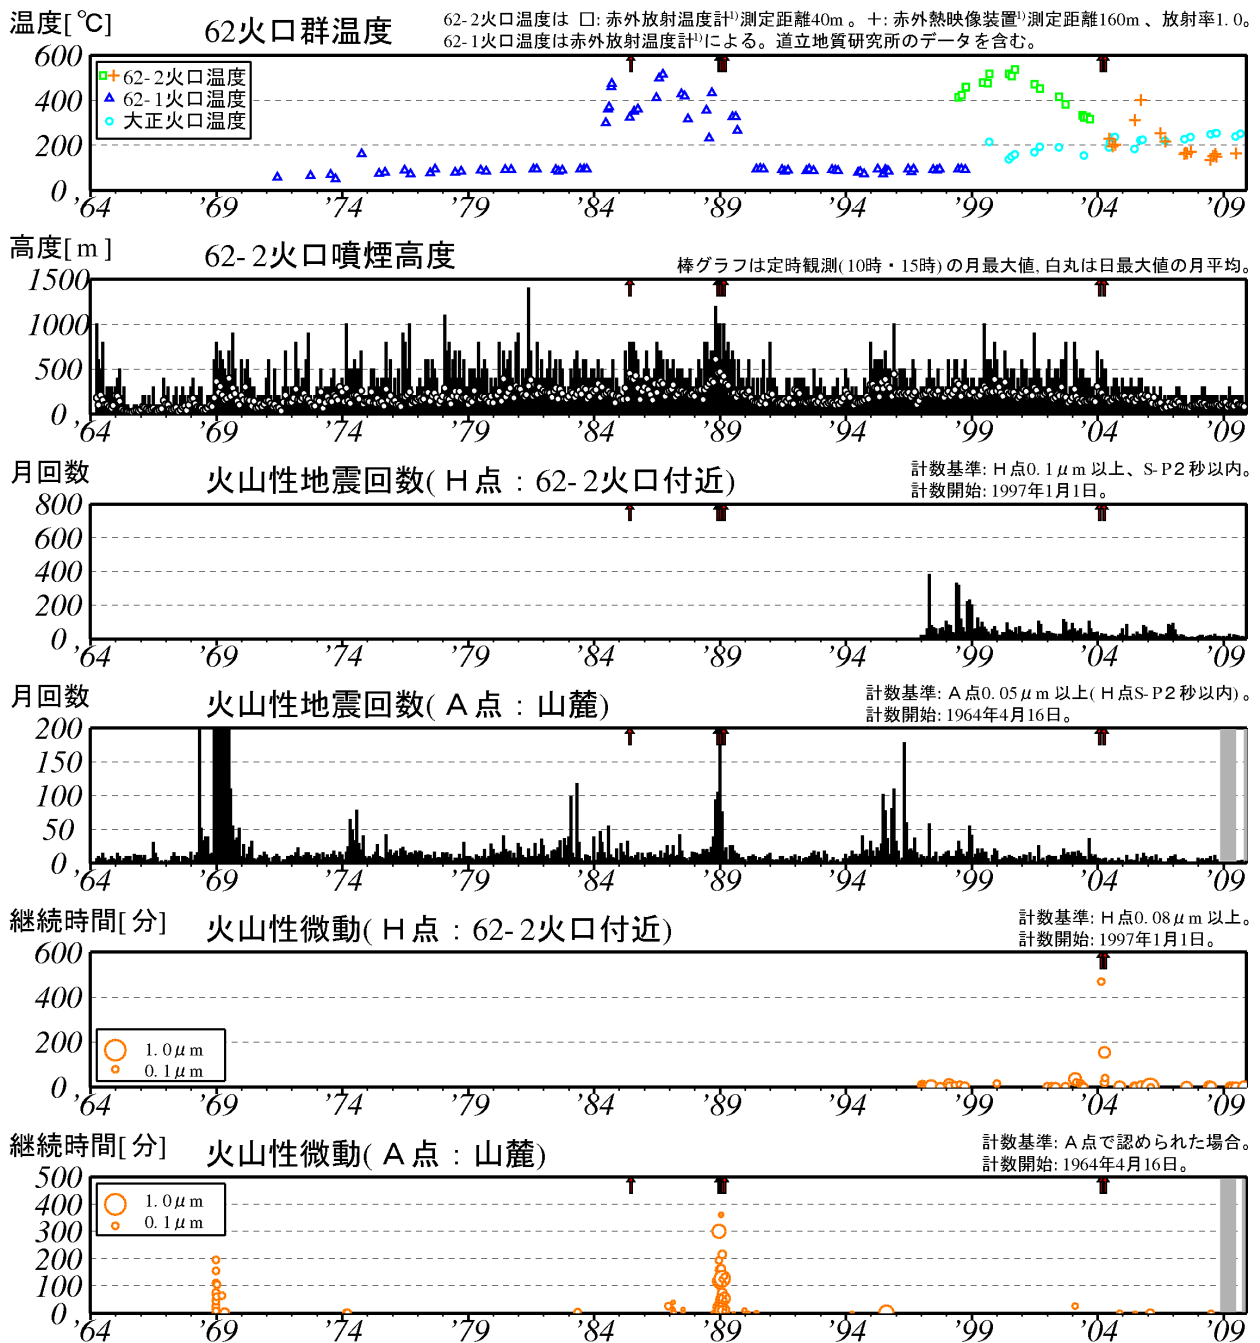 温度[℃]
62火口群温度
62-2火口温度は □: 赤外放射温度計¹⁾測定距離40m 。+: 赤外熱映像装置¹⁾測定距離160m 、放射率1.0。
62-1火口温度は赤外放射温度計¹⁾による。道立地質研究所のデータを含む。
600
62-2火口温度
62-1火口温度
大正火口温度
400
200
0
'64 '69 '74 '79 '84 '89 '94 '99 '04 '09
高度[m]
62-2火口噴煙高度
棒グラフは定時観測(10時・15時)の月最大値, 白丸は日最大値の月平均。
1500
1000
500
0
'64 '69 '74 '79 '84 '89 '94 '99 '04 '09
月回数
火山性地震回数(H点：62-2火口付近)
計数基準: H点0.1μm以上、S-P2秒以内。
計数開始: 1997年1月1日。
800
600
400
200
0
'64 '69 '74 '79 '84 '89 '94 '99 '04 '09
月回数
火山性地震回数(A点：山麓)
計数基準: A点0.05μm以上(H点S-P2秒以内)。
計数開始: 1964年4月16日。
200
150
100
50
0
'64 '69 '74 '79 '84 '89 '94 '99 '04 '09
継続時間[分]
火山性微動(H点：62-2火口付近)
計数基準: H点0.08μm以上。
計数開始: 1997年1月1日。
600
400
200
1.0μm
0.1μm
0
'64 '69 '74 '79 '84 '89 '94 '99 '04 '09
継続時間[分]
火山性微動(A点：山麓)
計数基準: A点で認められた場合。
計数開始: 1964年4月16日。
500
1.0μm
0.1μm
400
300
200
100
0
'64 '69 '74 '79 '84 '89 '94 '99 '04 '09